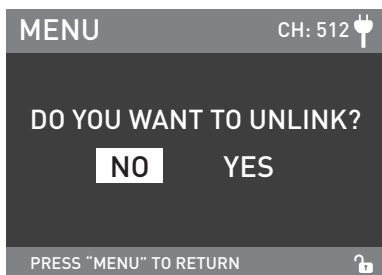 MENU CH: 512
DO YOU WANT TO UNLINK?
NO YES
PRESS “MENU” TO RETURN